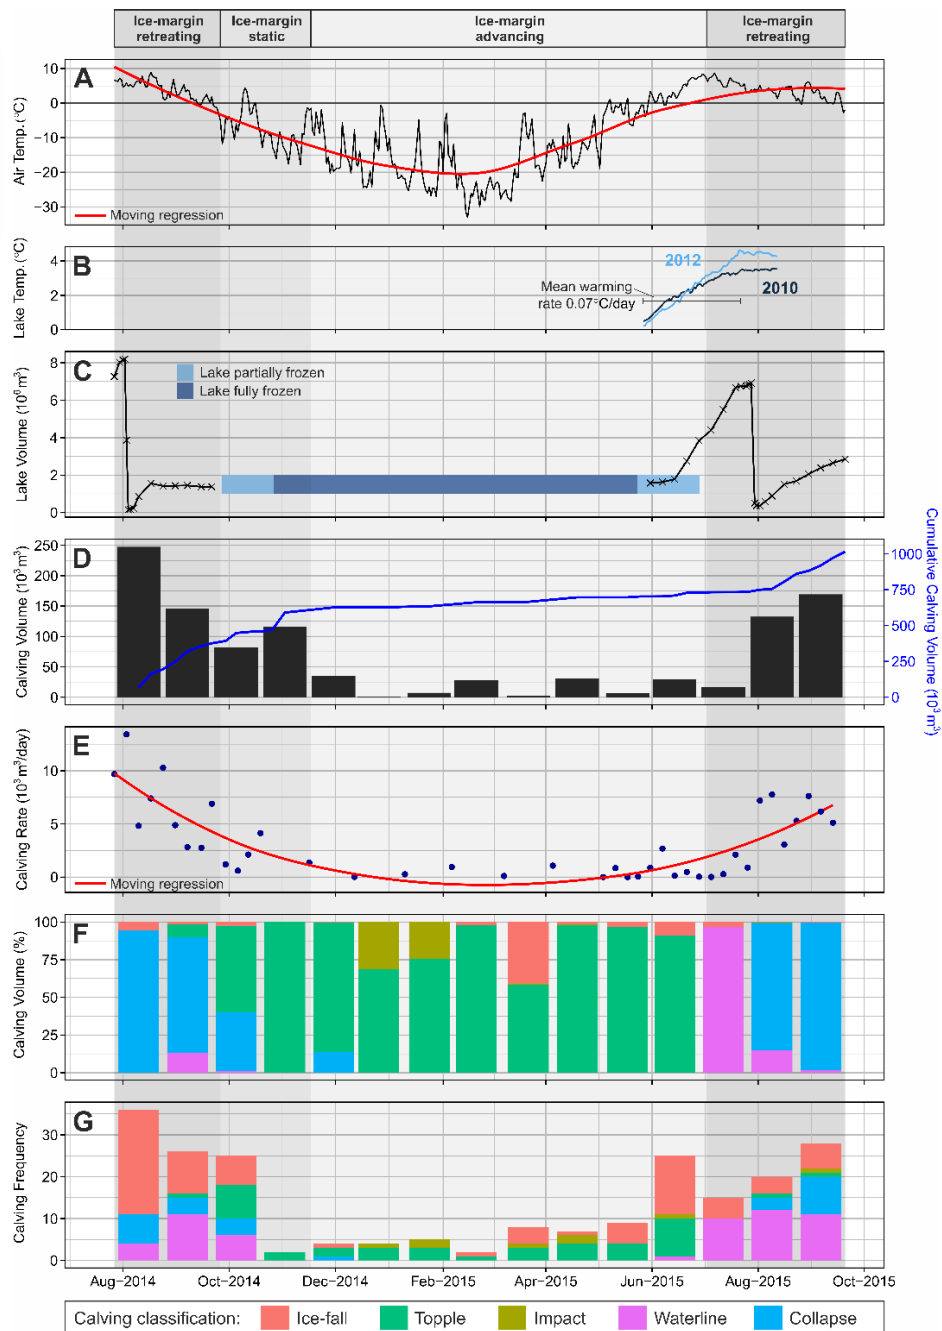 Ice-margin retreating
Ice-margin static
Ice-margin advancing
Ice-margin retreating
A
Air Temp. (°C)
10
0
−10
−20
−30
Moving regression
B
Lake Temp. (°C)
4
2
0
2012
2010
Mean warming
rate 0.07°C/day
C
Lake Volume (10⁶ m³)
8
6
4
2
0
Lake partially frozen
Lake fully frozen
D
Calving Volume (10³ m³)
250
200
150
100
50
0
Cumulative Calving
Volume (10³ m³)
1000
750
500
250
0
E
Calving Rate (10³ m³/day)
10
5
0
Moving regression
F
Calving Volume (%)
100
75
50
25
0
G
Calving Frequency
30
20
10
0
Aug−2014 Oct−2014 Dec−2014 Feb−2015 Apr−2015 Jun−2015 Aug−2015 Oct−2015
Calving classification: Ice-fall Topple Impact Waterline Collapse